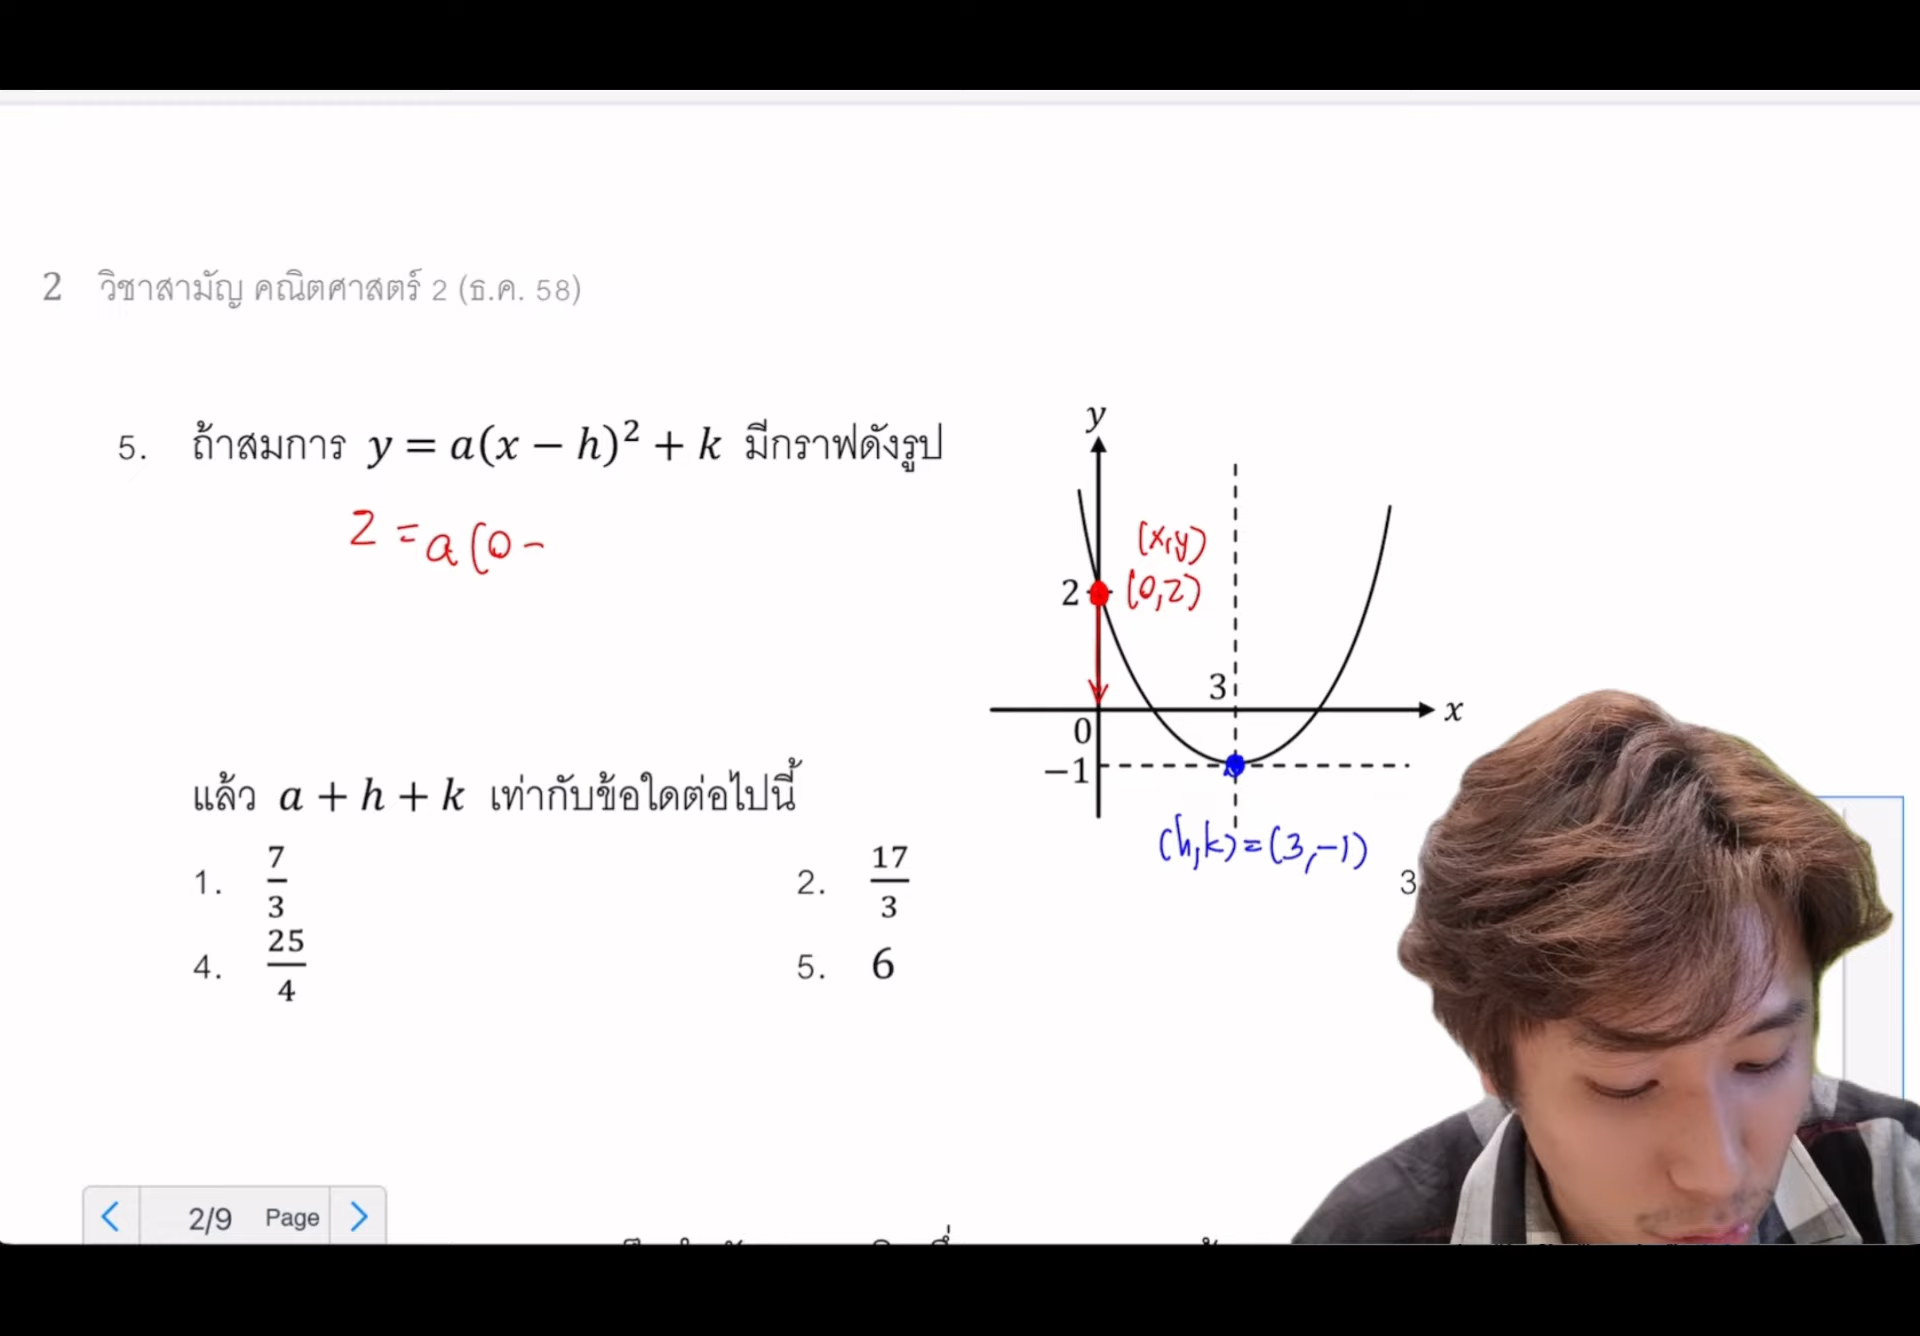 2 วิชาสามัญ คณิตศาสตร์ 2 (ธ.ค. 58)
5. ถ้าสมการ y = a(x − h)² + k มีกราฟดังรูป
2 = a(0 -
y
(x,y)
2 (0,2)
3
x
0
−1
(h,k) = (3,-1)
แล้ว a + h + k เท่ากับข้อใดต่อไปนี้
1. 7/3 2. 17/3 3
4. 25/4 5. 6
2/9 Page